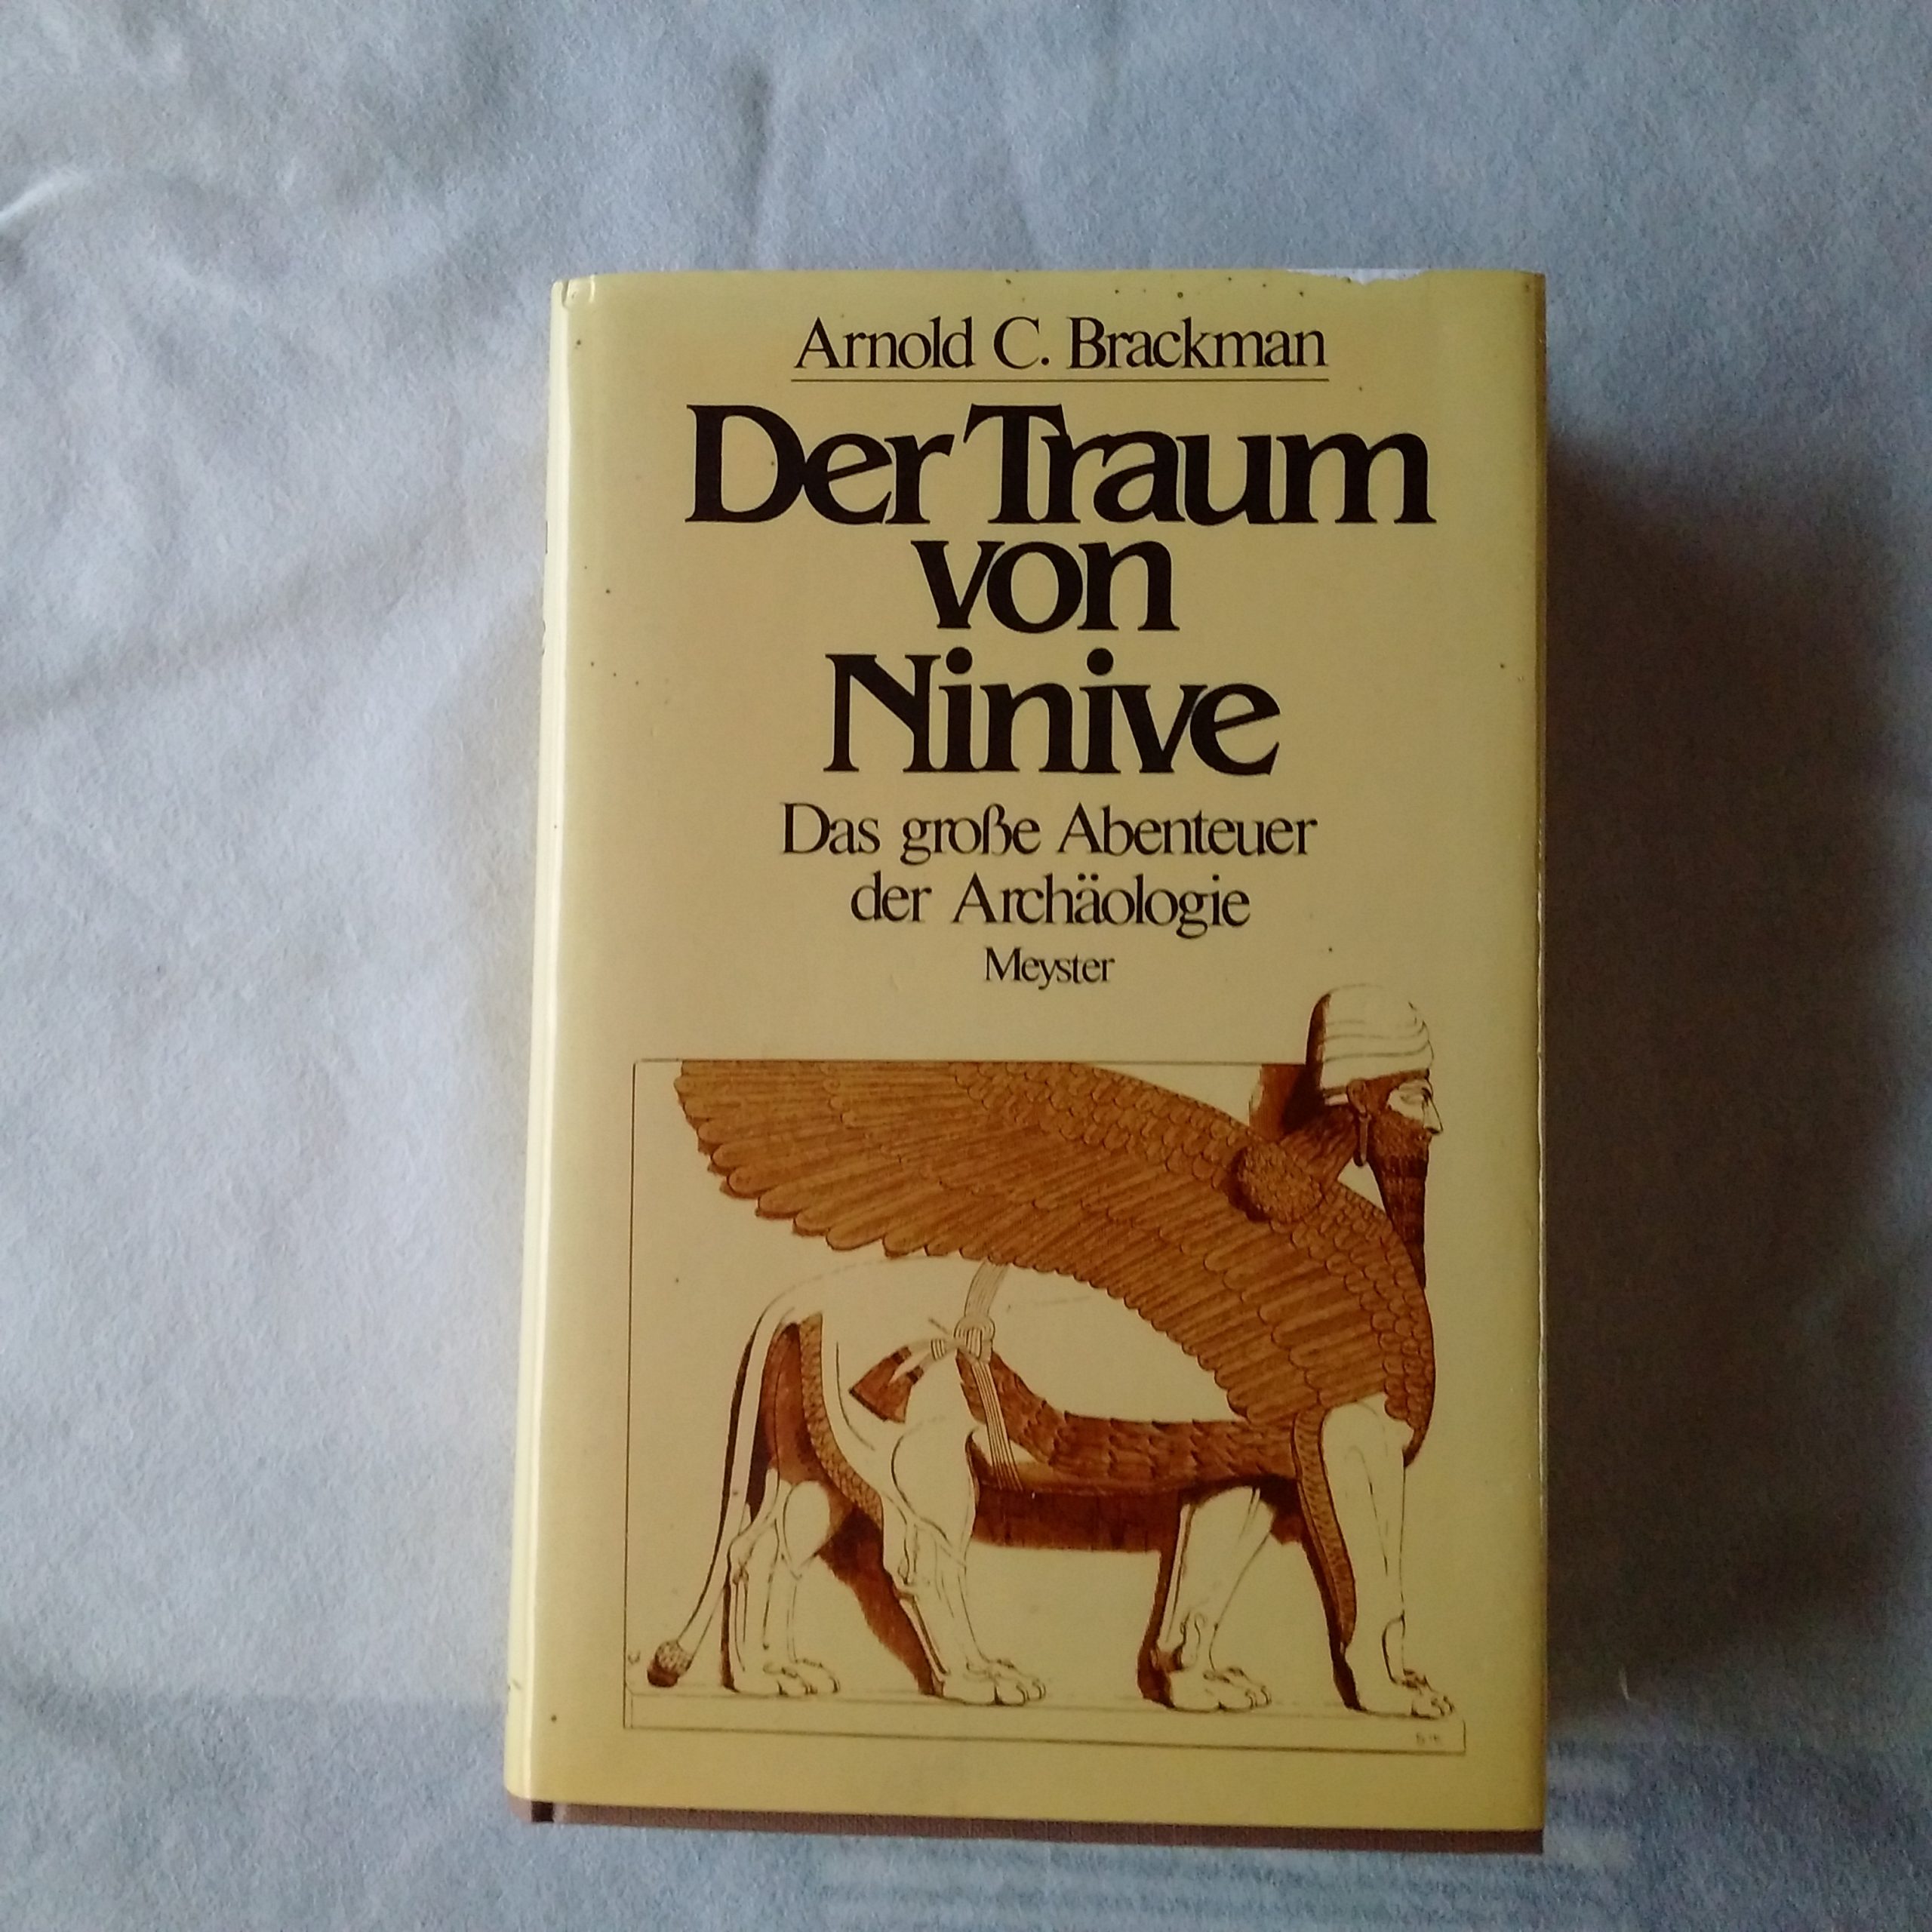 Arnold C. Brackman
Der Traum
von
Ninive
Das große Abenteuer
der Archäologie
Meyster